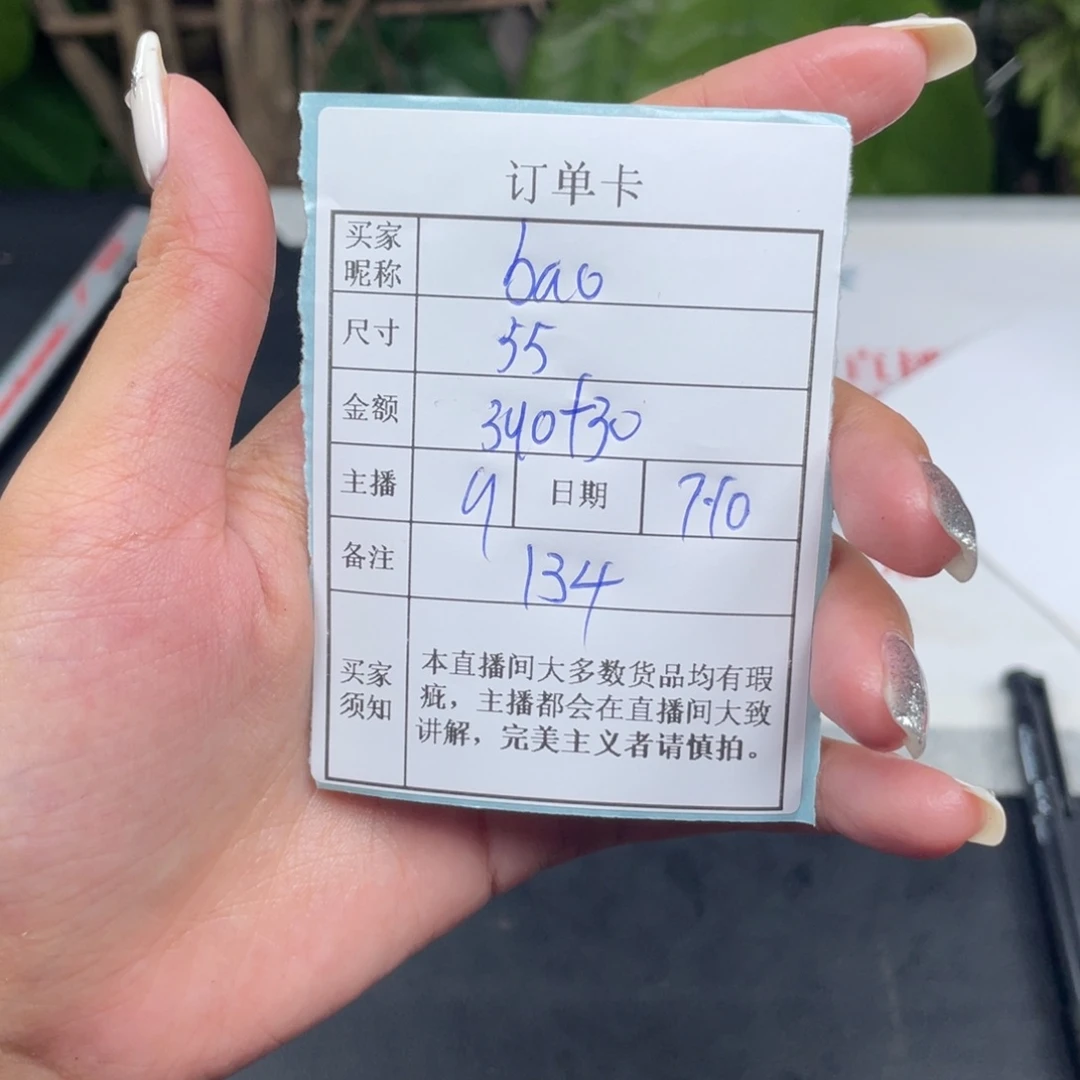 订单卡
买家昵称 bao
尺寸 55
金额 340+30
主播 9 日期 7.10
备注 134
买家须知
本直播间大多数货品均有瑕
疵，主播都会在直播间大致
讲解，完美主义者请慎拍。